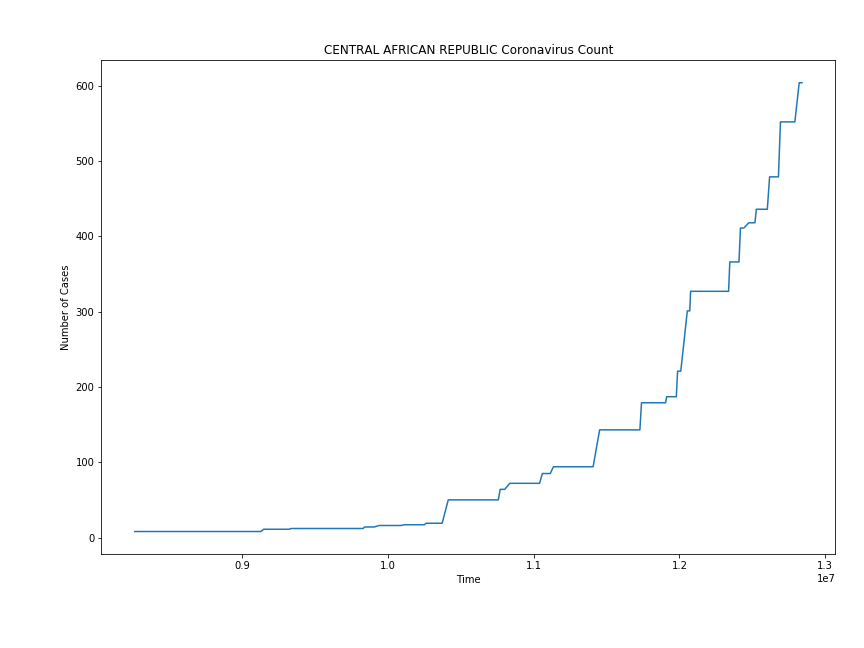 CENTRAL AFRICAN REPUBLIC Coronavirus Count
600
500
400
300
200
100
0
Number of Cases
0.9 1.0 1.1 1.2 1.3
1e7
Time